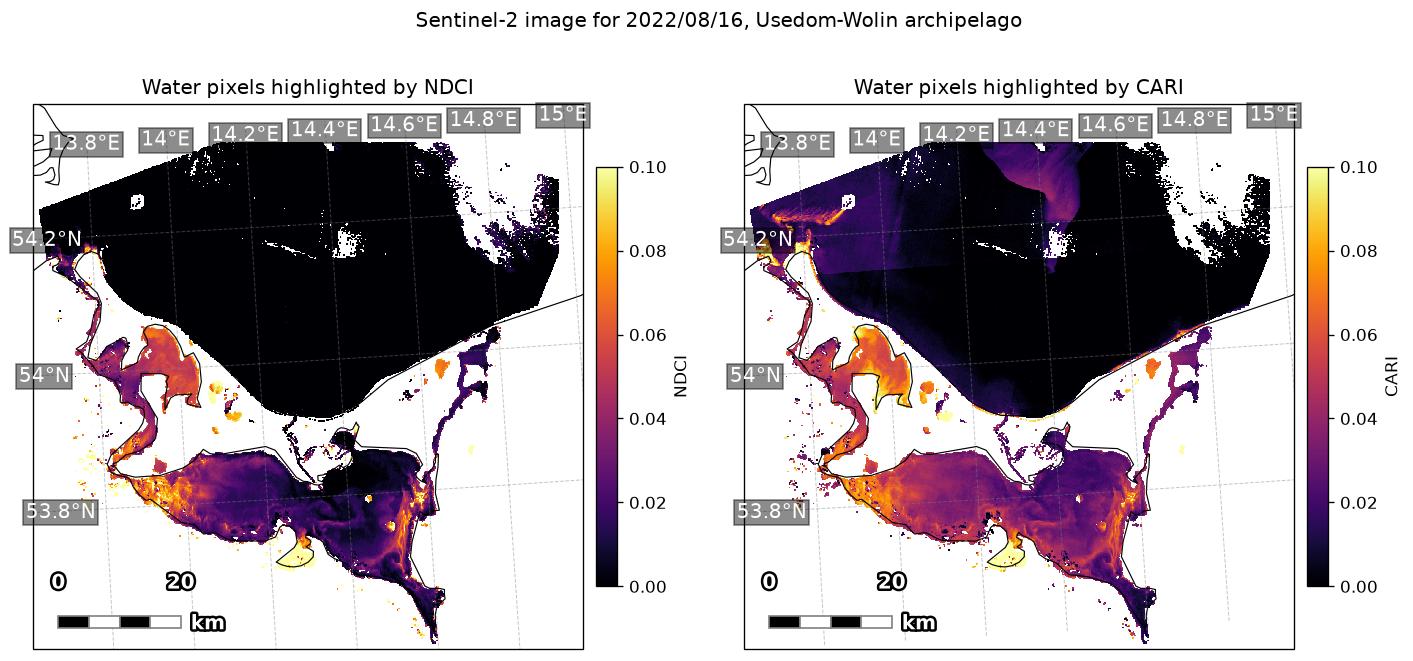 Sentinel-2 image for 2022/08/16, Usedom-Wolin archipelago
Water pixels highlighted by NDCI
13.8°E 14°E 14.2°E 14.4°E 14.6°E 14.8°E 15°E
54.2°N
54°N
53.8°N
0 20
km
0.10
0.08
0.06
0.04
0.02
0.00
NDCI
Water pixels highlighted by CARI
13.8°E 14°E 14.2°E 14.4°E 14.6°E 14.8°E 15°E
54.2°N
54°N
53.8°N
0 20
km
0.10
0.08
0.06
0.04
0.02
0.00
CARI